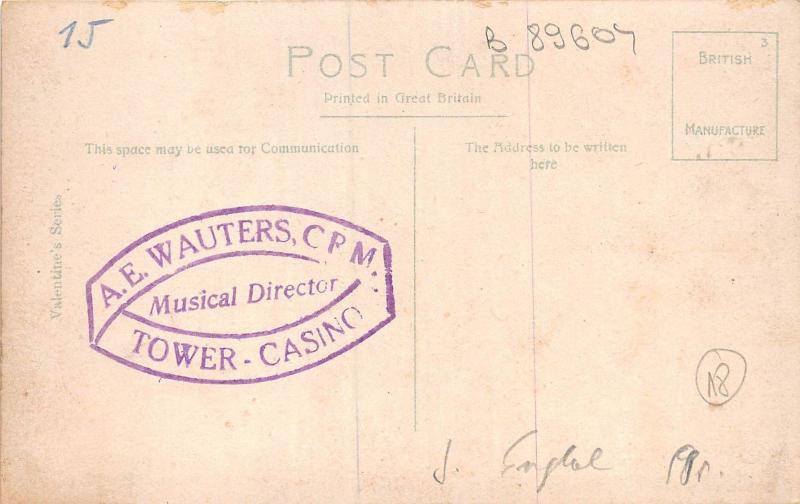 15
B 89607
POST CARD
Printed in Great Britain
3
BRITISH
MANUFACTURE
This space may be used for Communication
The Address to be written
here
Valentine's Series
A.E. WAUTERS, C.R.M.
Musical Director
TOWER - CASINO
18